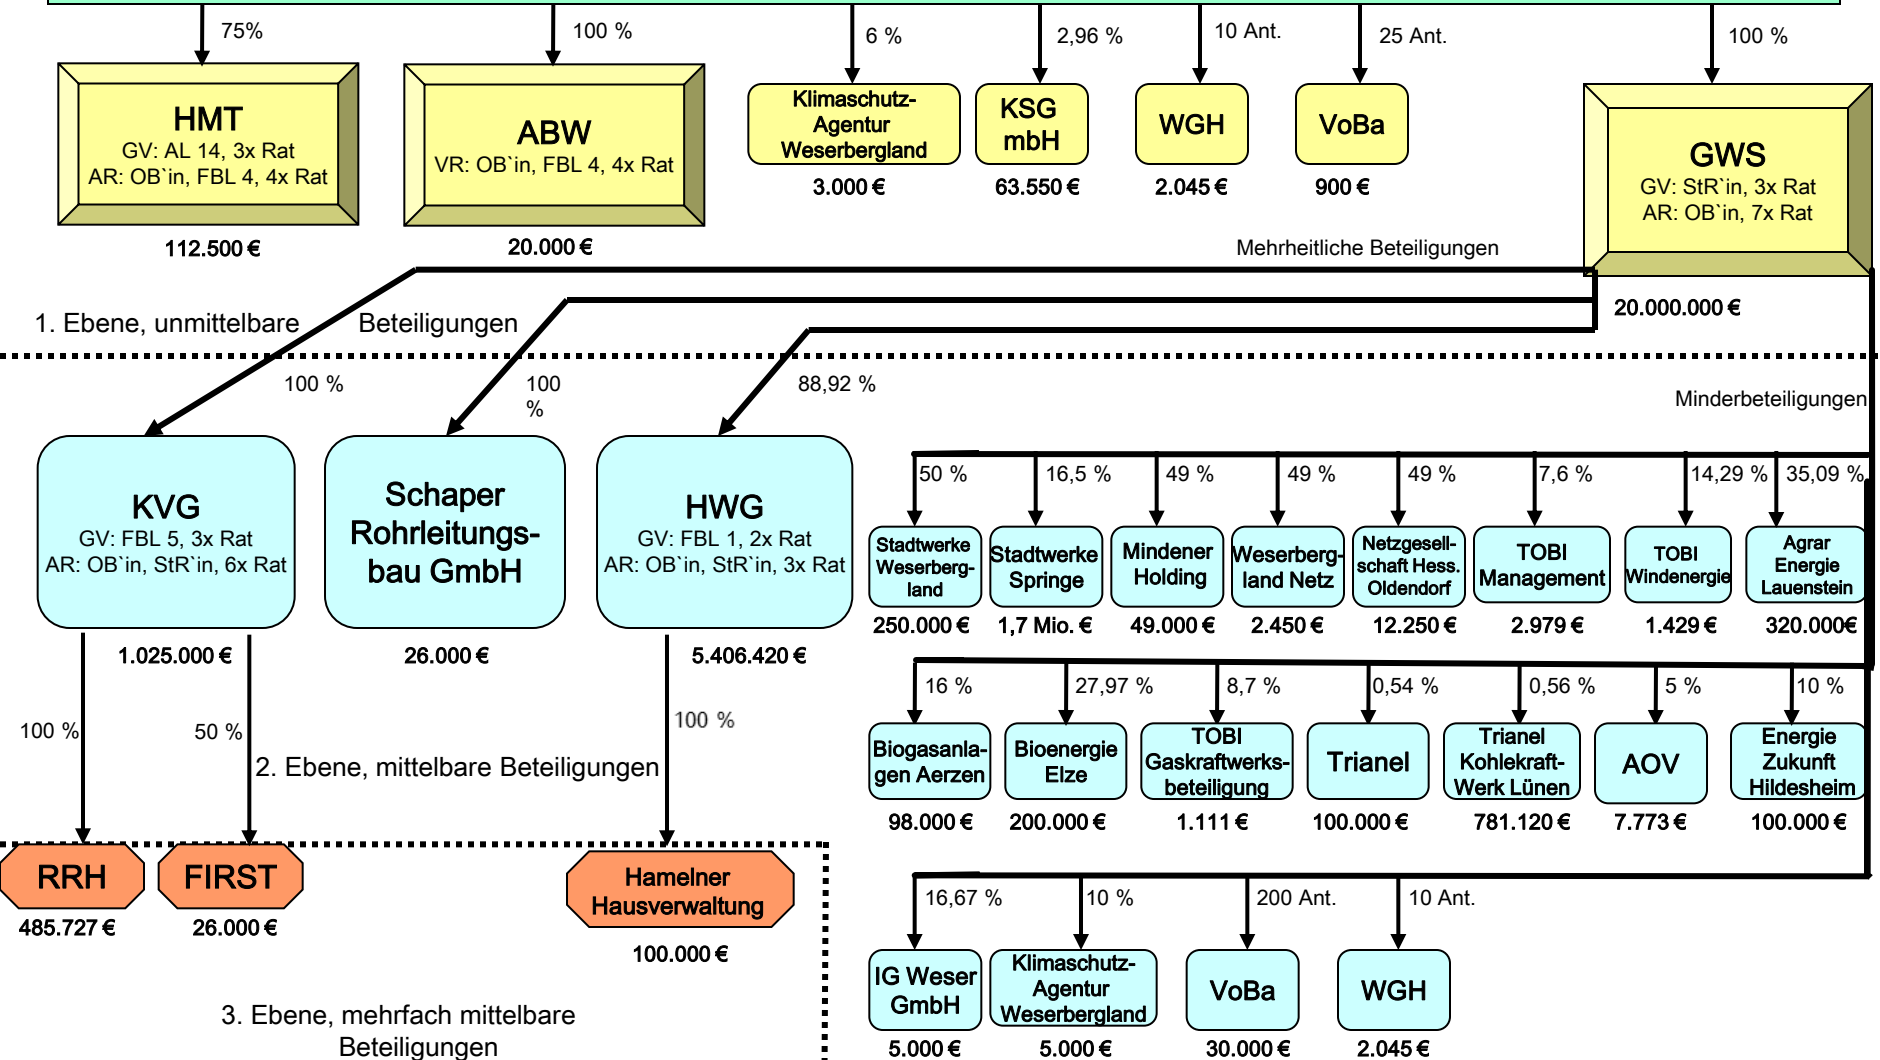 75%
100 %
6 %
2,96 %
10 Ant.
25 Ant.
100 %
HMT
GV: AL 14, 3x Rat
AR: OB`in, FBL 4, 4x Rat
112.500 €
ABW
VR: OB`in, FBL 4, 4x Rat
20.000 €
Klimaschutz-
Agentur
Weserbergland
3.000 €
KSG
mbH
63.550 €
WGH
2.045 €
VoBa
900 €
GWS
GV: StR`in, 3x Rat
AR: OB`in, 7x Rat
20.000.000 €
Mehrheitliche Beteiligungen
1. Ebene, unmittelbare Beteiligungen
100 %
100
%
88,92 %
Minderbeteiligungen
KVG
GV: FBL 5, 3x Rat
AR: OB`in, StR`in, 6x Rat
1.025.000 €
Schaper
Rohrleitungs-
bau GmbH
26.000 €
HWG
GV: FBL 1, 2x Rat
AR: OB`in, StR`in, 3x Rat
5.406.420 €
50 %
16,5 %
49 %
49 %
49 %
7,6 %
14,29 %
35,09 %
Stadtwerke
Weserberg-
land
250.000 €
Stadtwerke
Springe
1,7 Mio. €
Mindener
Holding
49.000 €
Weserberg-
land Netz
2.450 €
Netzgesell-
schaft Hess.
Oldendorf
12.250 €
TOBI
Management
2.979 €
TOBI
Windenergie
1.429 €
Agrar
Energie
Lauenstein
320.000€
16 %
27,97 %
8,7 %
0,54 %
0,56 %
5 %
10 %
Biogasanla-
gen Aerzen
98.000 €
Bioenergie
Elze
200.000 €
TOBI
Gaskraftwerks-
beteiligung
1.111 €
Trianel
100.000 €
Trianel
Kohlekraft-
Werk Lünen
781.120 €
AOV
7.773 €
Energie
Zukunft
Hildesheim
100.000 €
100 %
50 %
100 %
2. Ebene, mittelbare Beteiligungen
RRH
485.727 €
FIRST
26.000 €
Hamelner
Hausverwaltung
100.000 €
16,67 %
10 %
200 Ant.
10 Ant.
IG Weser
GmbH
5.000 €
Klimaschutz-
Agentur
Weserbergland
5.000 €
VoBa
30.000 €
WGH
2.045 €
3. Ebene, mehrfach mittelbare
Beteiligungen